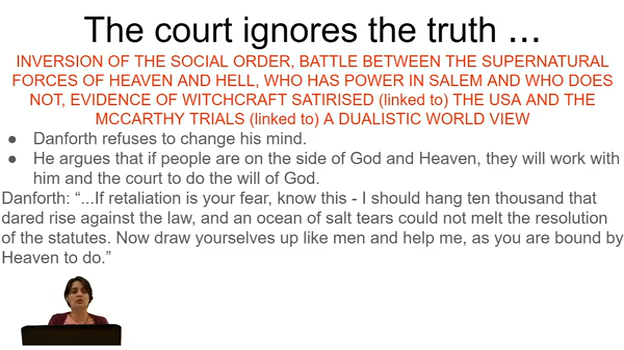 The court ignores the truth ...
INVERSION OF THE SOCIAL ORDER, BATTLE BETWEEN THE SUPERNATURAL
FORCES OF HEAVEN AND HELL, WHO HAS POWER IN SALEM AND WHO DOES
NOT, EVIDENCE OF WITCHCRAFT SATIRISED (linked to) THE USA AND THE
MCCARTHY TRIALS (linked to) A DUALISTIC WORLD VIEW
● Danforth refuses to change his mind.
● He argues that if people are on the side of God and Heaven, they will work with
him and the court to do the will of God.
Danforth: “...If retaliation is your fear, know this - I should hang ten thousand that
dared rise against the law, and an ocean of salt tears could not melt the resolution
of the statutes. Now draw yourselves up like men and help me, as you are bound by
Heaven to do.”